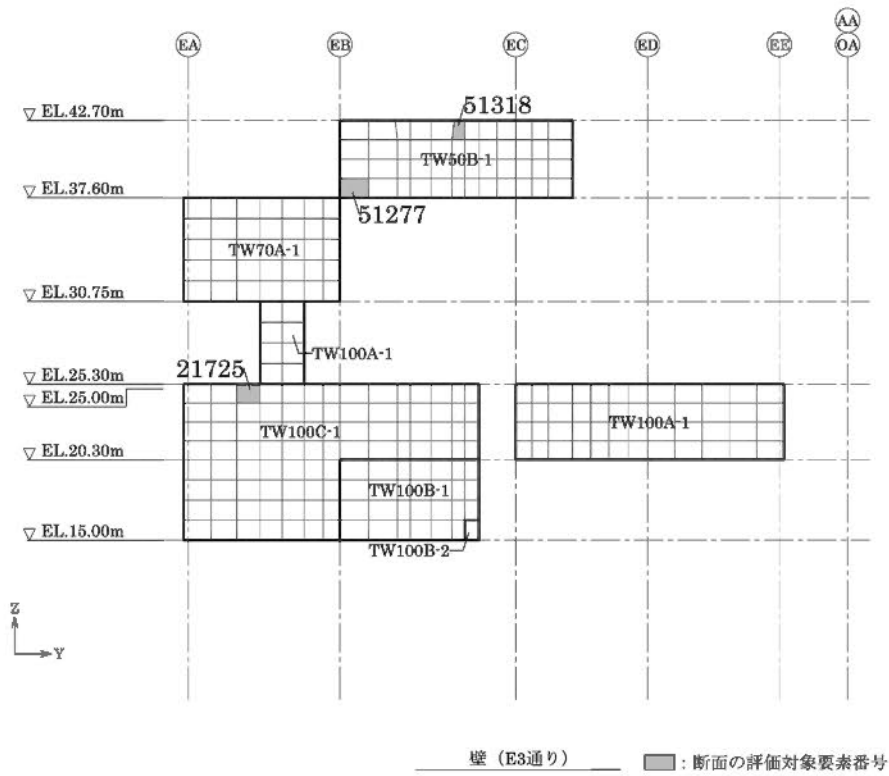 AA
EA EB EC ED EE OA
EL.42.70m
51318
TW50B-1
EL.37.60m
51277
TW70A-1
EL.30.75m
TW100A-1
21725
EL.25.30m
EL.25.00m
TW100C-1
TW100A-1
EL.20.30m
TW100B-1
EL.15.00m
TW100B-2
Z
Y
壁（E3通り）
：断面の評価対象要素番号